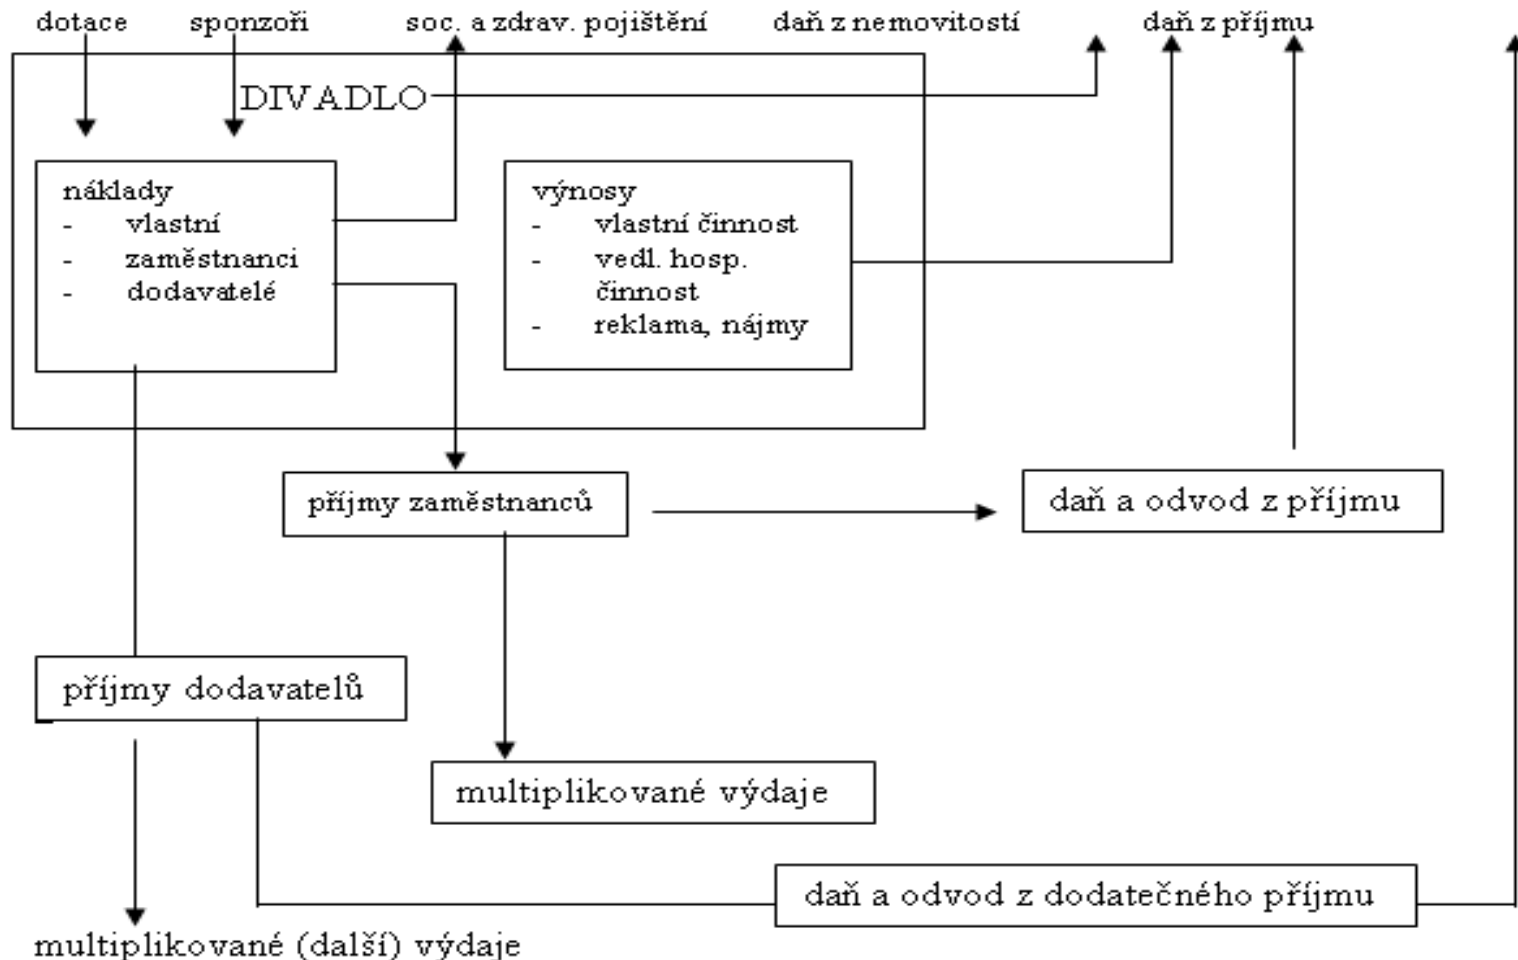 dotace sponzoři soc. a zdrav. pojištění daň z nemovitostí daň z příjmu
DIVADLO
náklady
- vlastní
- zaměstnanci
- dodavatelé
výnosy
- vlastní činnost
- vedl. hosp.
činnost
- reklama, nájmy
příjmy zaměstnanců
daň a odvod z příjmu
příjmy dodavatelů
multiplikované výdaje
daň a odvod z dodatečného příjmu
multiplikované (další) výdaje